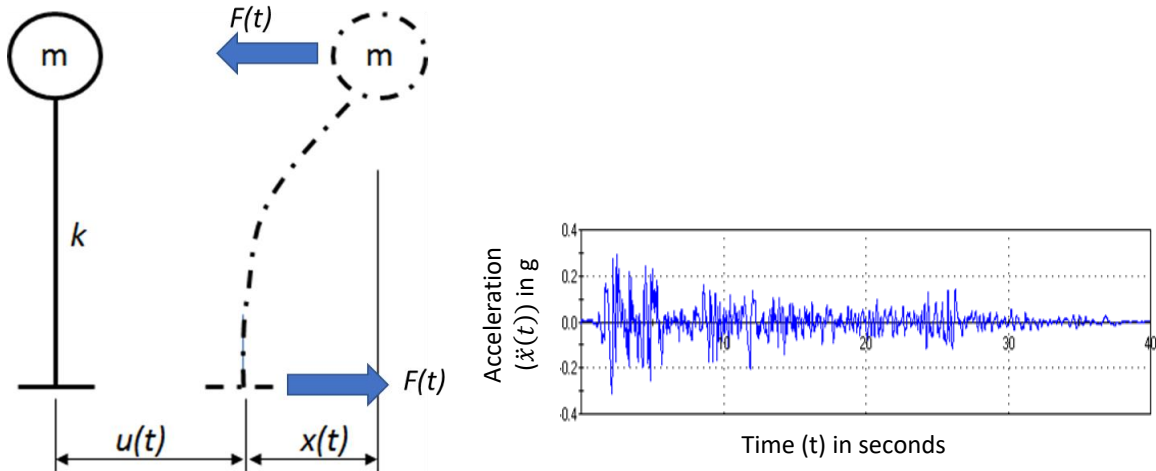 F(t)
m
m
k
F(t)
u(t)
x(t)
Acceleration
(ẍ(t)) in g
0.4
0.2
0.0
-0.2
-0.4
10
20
30
40
Time (t) in seconds